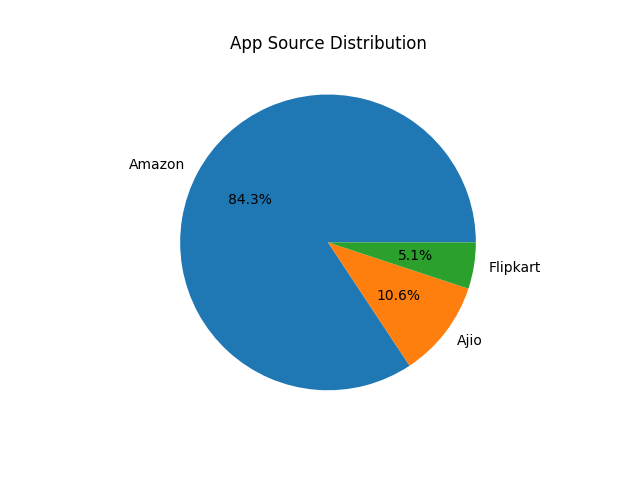 App Source Distribution
Amazon
84.3%
5.1%
Flipkart
10.6%
Ajio